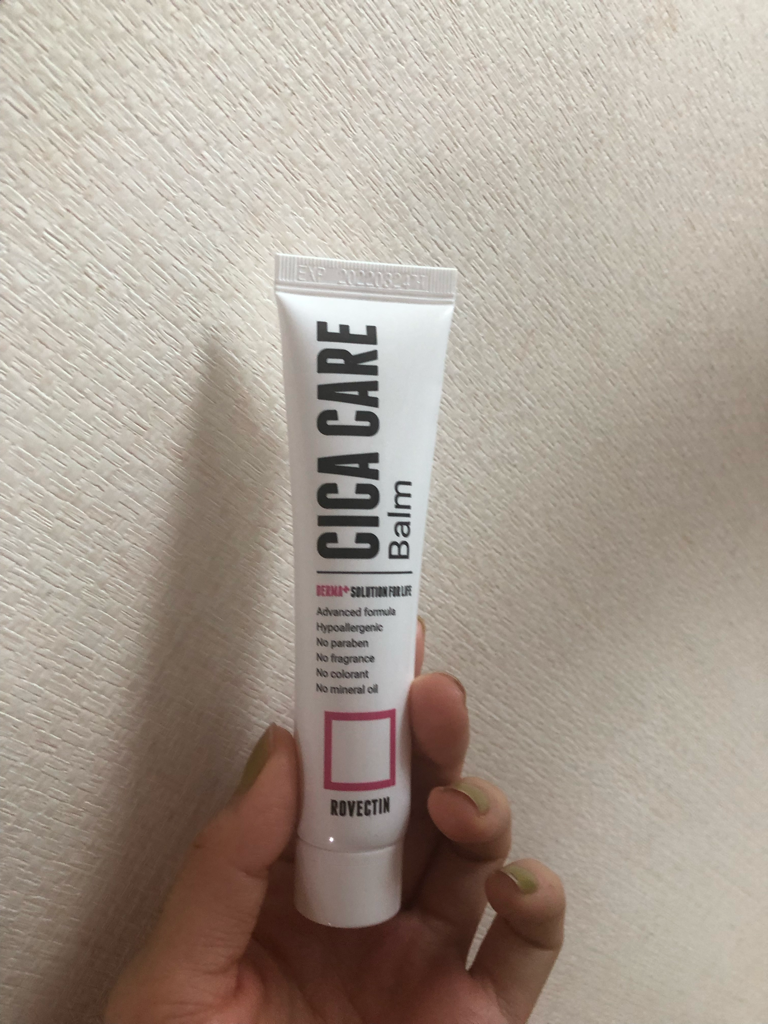 EXP
CICA CARE
Balm
DERMA+ SOLUTION FOR LIFE
Advanced formula
Hypoallergenic
No paraben
No fragrance
No colorant
No mineral oil
ROVECTIN